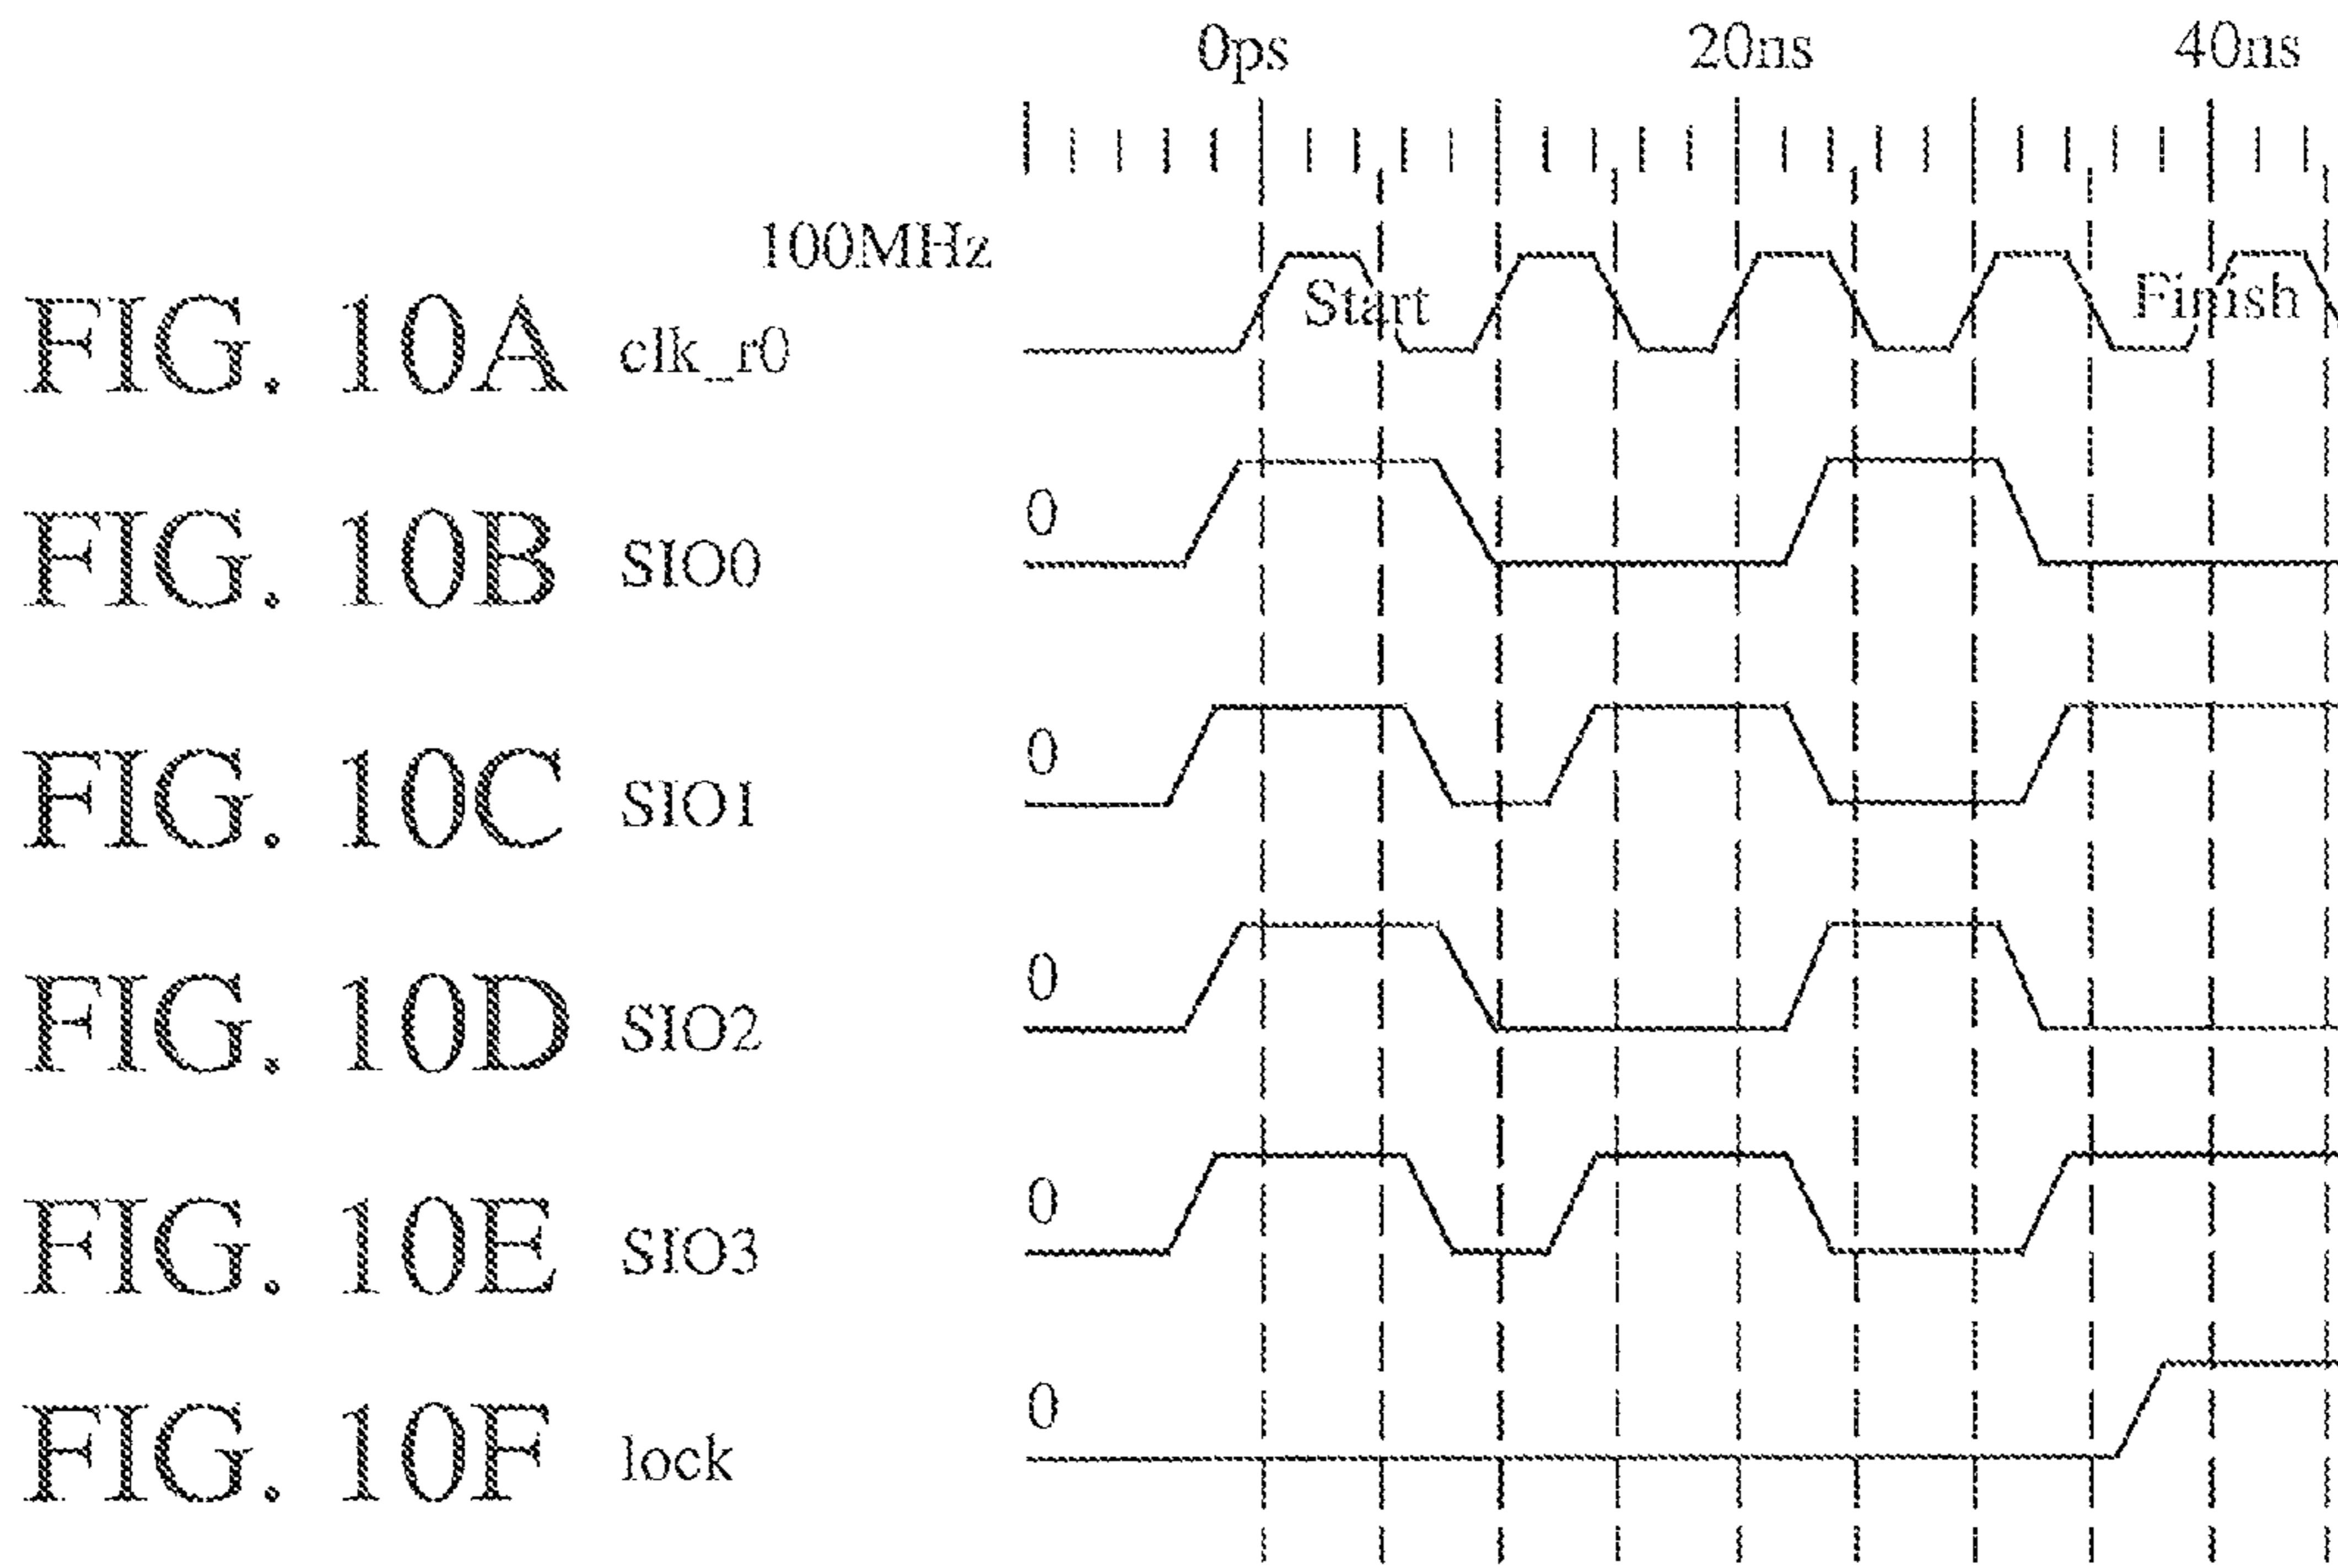 0ps 20ns 40ns
100MHz
FIG. 10A clk_r0 Start Finish
FIG. 10B SIO0 0
FIG. 10C SIO1 0
FIG. 10D SIO2 0
FIG. 10E SIO3 0
FIG. 10F lock 0